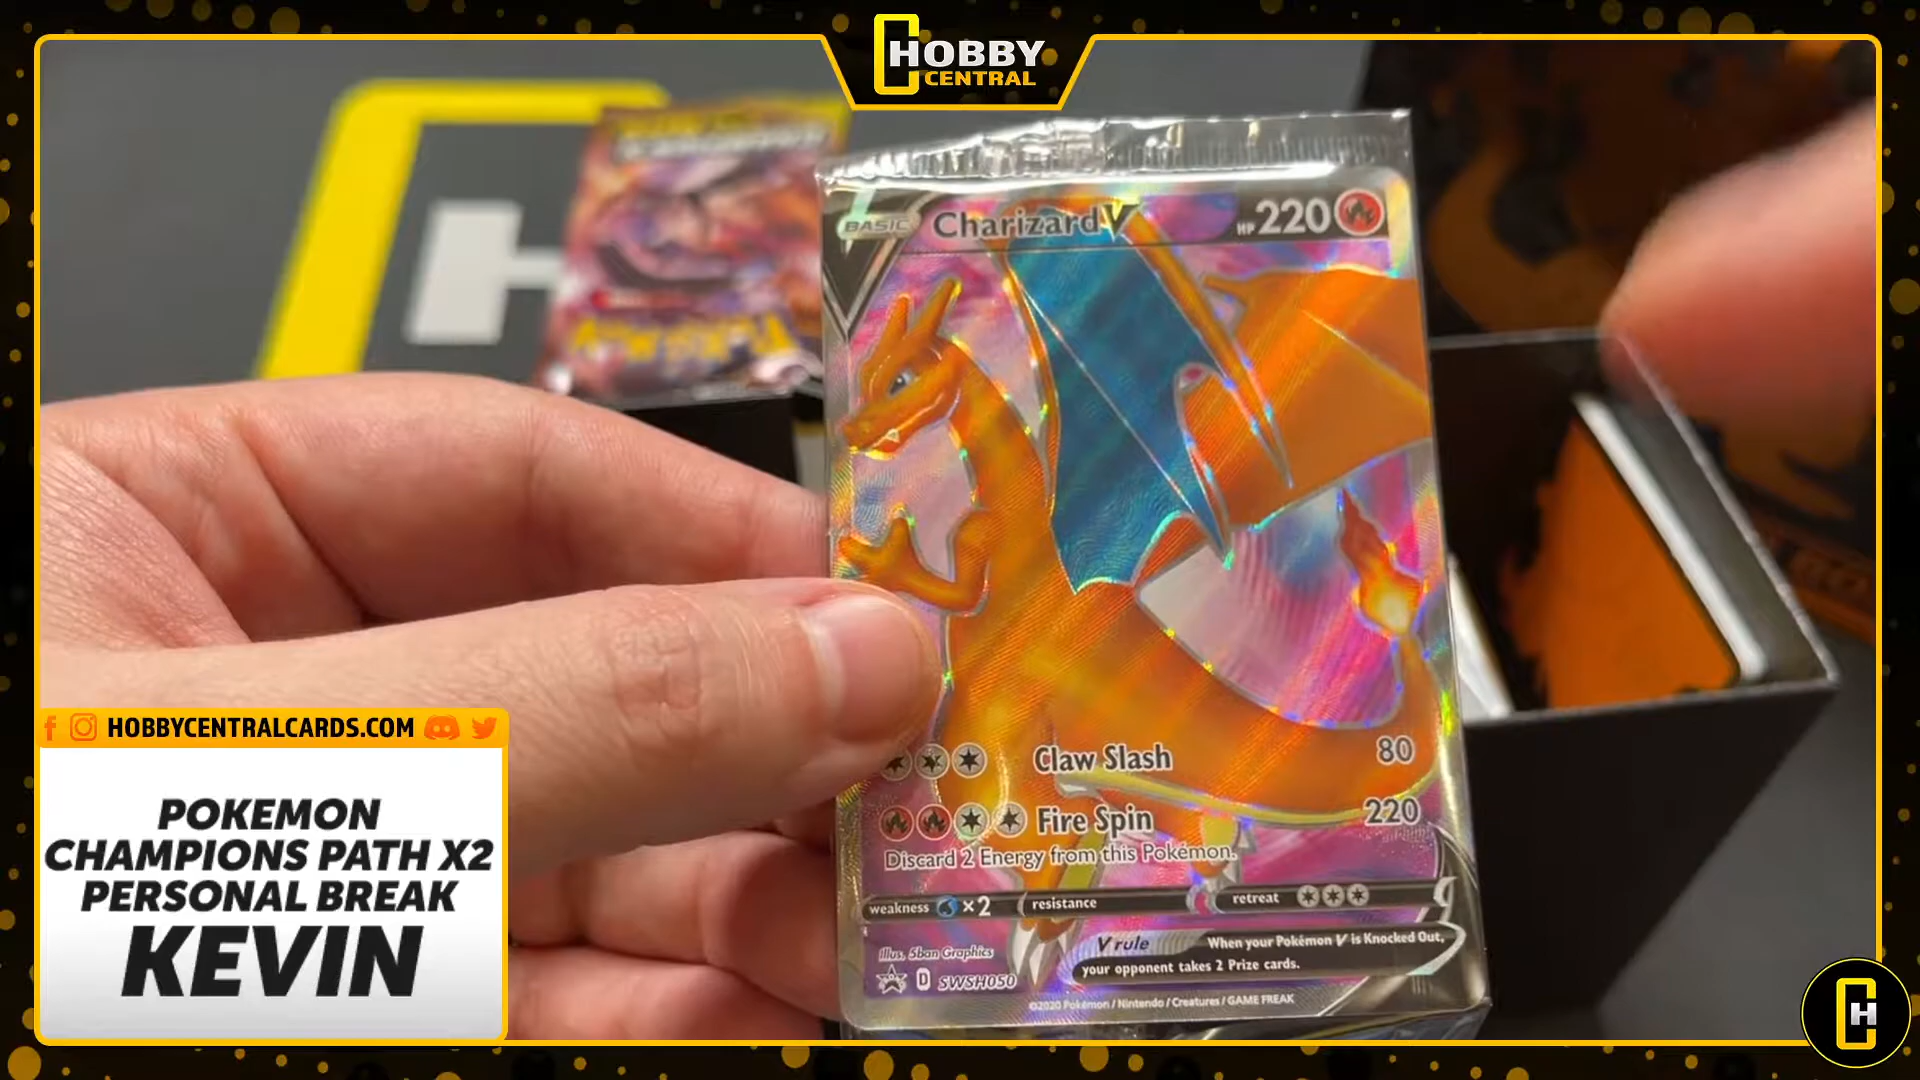 HOBBY
CENTRAL
BASIC Charizard V HP 220
Claw Slash 80
Fire Spin 220
Discard 2 Energy from this Pokémon.
weakness ×2 resistance retreat
Illus. 5ban Graphics
V rule When your Pokémon V is Knocked Out,
your opponent takes 2 Prize cards.
D SWSH050
©2020 Pokémon / Nintendo / Creatures / GAME FREAK
HOBBYCENTRALCARDS.COM
POKEMON
CHAMPIONS PATH X2
PERSONAL BREAK
KEVIN
CH